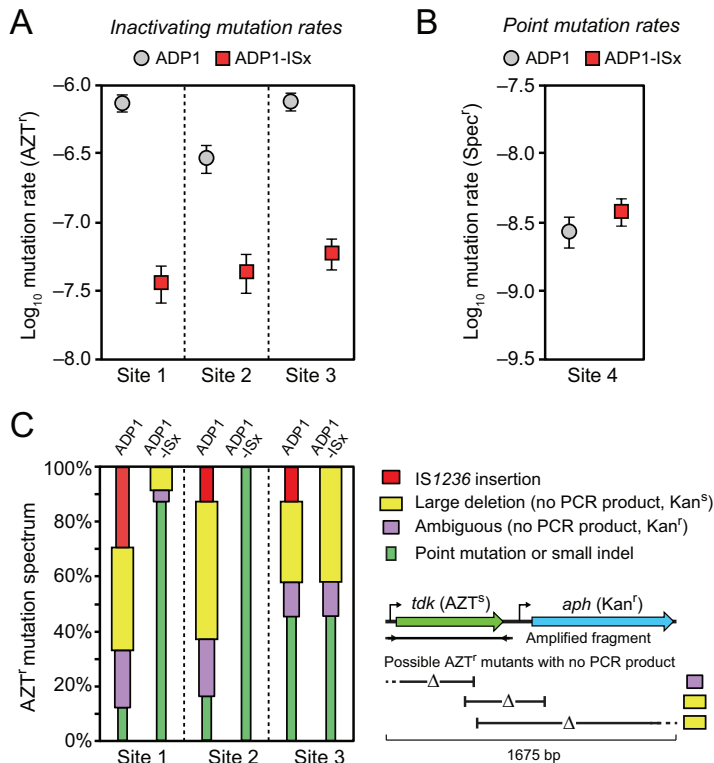 A
Inactivating mutation rates
ADP1 ADP1-ISx
Log10 mutation rate (AZTr)
–6.0
–6.5
–7.0
–7.5
–8.0
Site 1 Site 2 Site 3
B
Point mutation rates
ADP1 ADP1-ISx
Log10 mutation rate (Specr)
–7.5
–8.0
–8.5
–9.0
–9.5
Site 4
C
ADP1 ADP1-ISx ADP1 ADP1-ISx ADP1 ADP1-ISx
AZTr mutation spectrum
100%
80%
60%
40%
20%
0%
Site 1 Site 2 Site 3
IS1236 insertion
Large deletion (no PCR product, Kans)
Ambiguous (no PCR product, Kanr)
Point mutation or small indel
tdk (AZTs) aph (Kanr)
Amplified fragment
Possible AZTr mutants with no PCR product
Δ
Δ
Δ
1675 bp